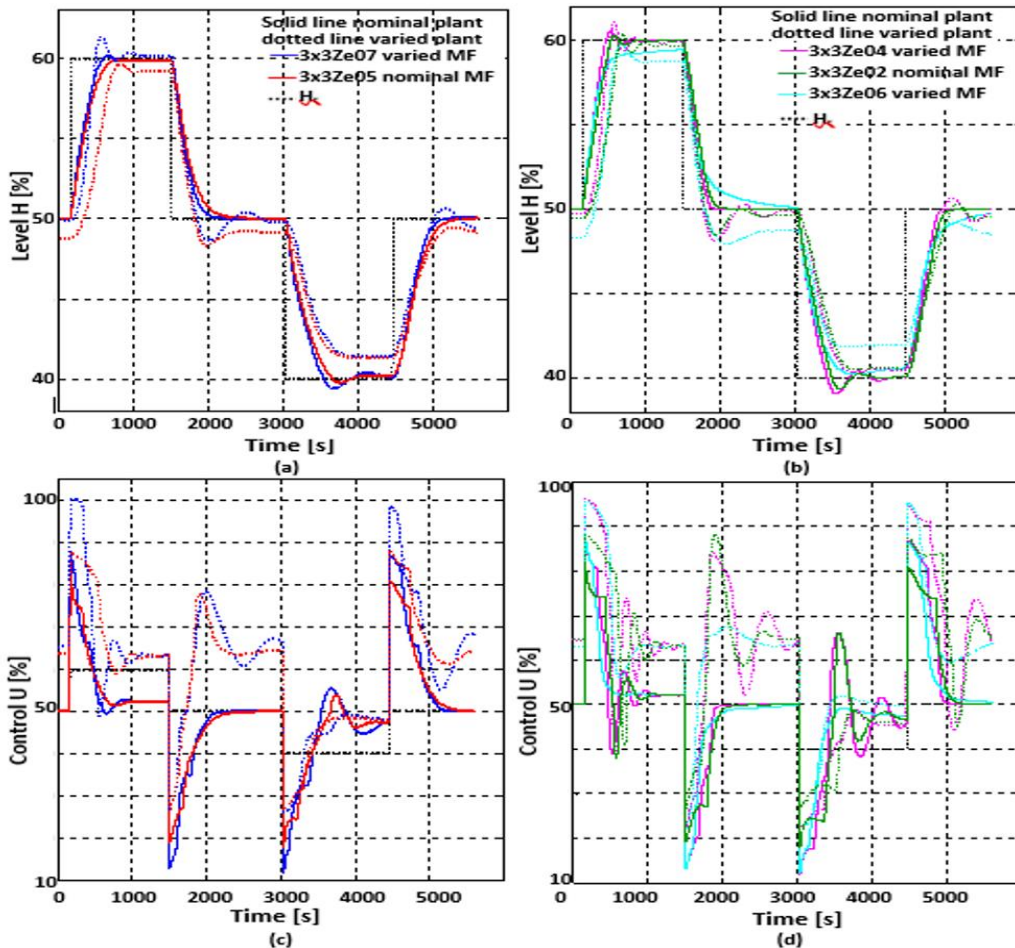 Solid line nominal plant
dotted line varied plant
3x3Ze07 varied MF
3x3Ze05 nominal MF
H
60
50
40
Level H [%]
0 1000 2000 3000 4000 5000
Time [s]
(a)
Solid line nominal plant
dotted line varied plant
3x3Ze04 varied MF
3x3Ze02 nominal MF
3x3Ze06 varied MF
H
60
50
40
Level H [%]
0 1000 2000 3000 4000 5000
Time [s]
(b)
100
50
10
Control U [%]
0 1000 2000 3000 4000 5000
Time [s]
(c)
100
50
10
Control U [%]
0 1000 2000 3000 4000 5000
Time [s]
(d)